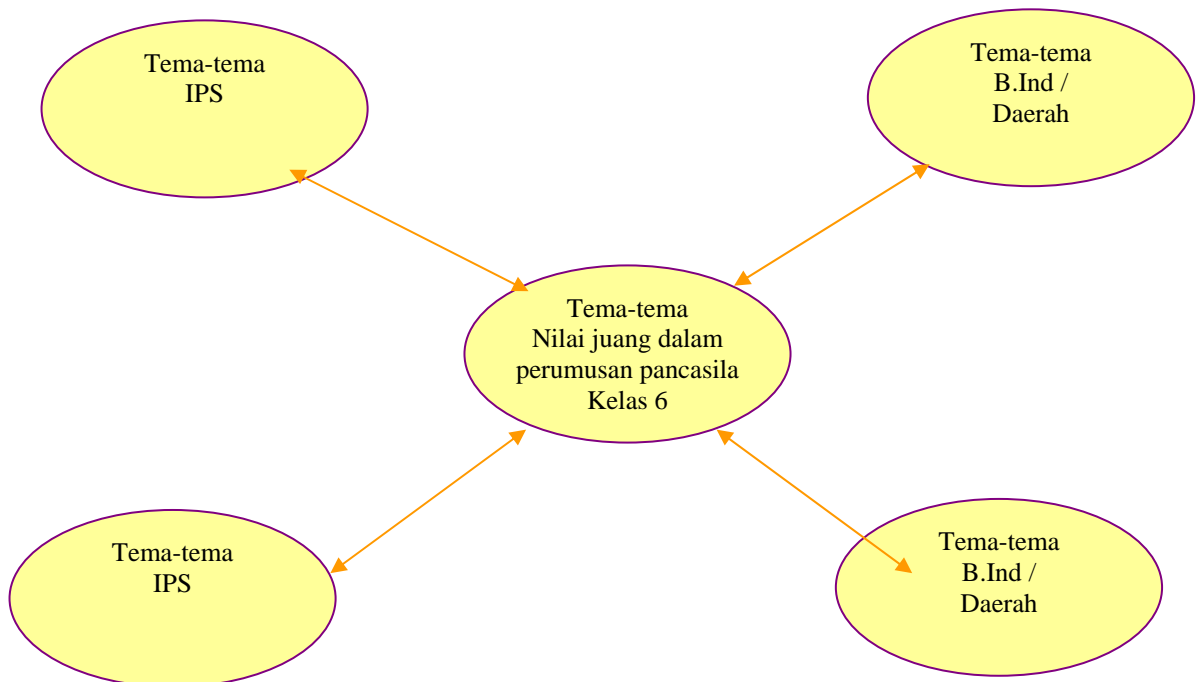 Tema-tema
IPS
Tema-tema
B.Ind /
Daerah
Tema-tema
Nilai juang dalam
perumusan pancasila
Kelas 6
Tema-tema
IPS
Tema-tema
B.Ind /
Daerah